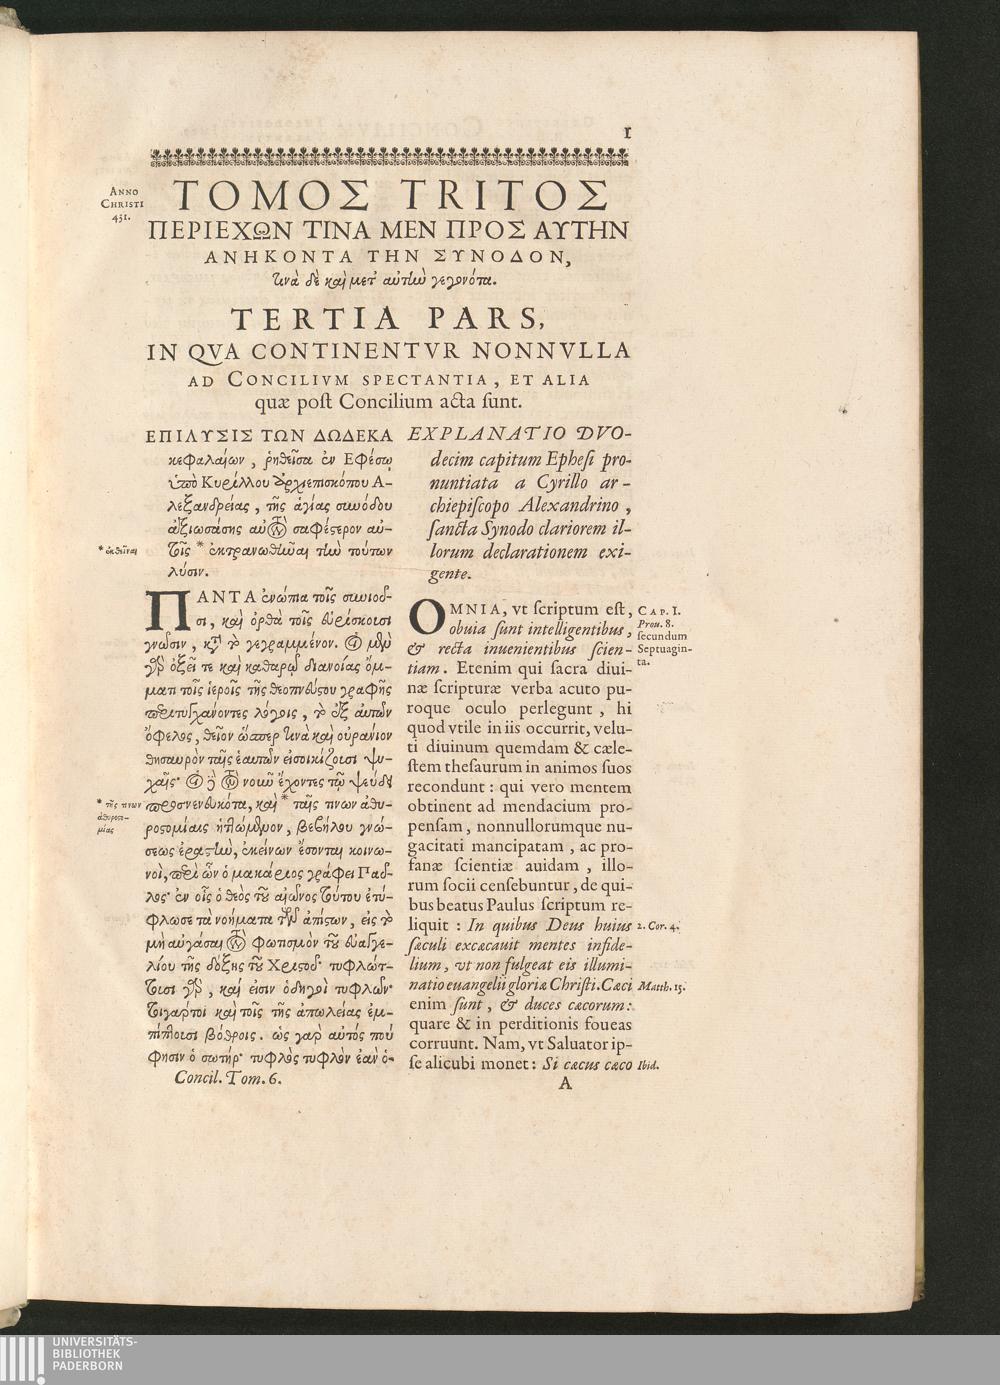 1
ANNO
CHRISTI
431.
ΤΟΜΟΣ TRITOS
ΠΕΡΙΕΧΩΝ ΤΙΝΑ ΜΕΝ ΠΡΟΣ ΑΥΤΗΝ
ΑΝΗΚΟΝΤΑ ΤΗΝ ΣΥΝΟΔΟΝ,
τινὰ δὲ καὶ μετ' αὐτὴν γεγονότα.
TERTIA PARS,
IN QVA CONTINENTVR NONNVLLA
AD CONCILIVM SPECTANTIA, ET ALIA
quæ poſt Concilium acta ſunt.
ΕΠΙΛΥΣΙΣ ΤΩΝ ΔΩΔΕΚΑ
κεφαλαίων, ῥηθεῖσα ἐν Εφέσῳ
ὑπὸ Κυρίλλου ἀρχιεπισκόπου Α-
λεξανδρείας, τῆς ἁγίας συνόδου
ἀξιωσάσης αὐτὸν σαφέστερον αὐ-
τοῖς * ἐκτρανωθῆναι τὴν τούτων
λύσιν.
* ἐκθεῖναι
ΠΑΝΤΑ ἐνώπια τοῖς συνιοῦ-
σι, καὶ ὀρθὰ τοῖς εὑρίσκουσι
γνῶσιν, κατὰ τὸ γεγραμμένον. οἱ μὲν
γὰρ ὀξεῖ τε καὶ καθαρῷ διανοίας ὄμ-
ματι τοῖς ἱεροῖς τῆς θεοπνεύστου γραφῆς
περιτυγχάνοντες λόγοις, τὸ ἐξ αὐτῶν
ὄφελος, θεῖον ὥσπερ τινὰ καὶ οὐράνιον
θησαυρὸν ταῖς ἑαυτῶν εἰσοικίζουσι ψυ-
χαῖς· οἱ δὲ τὸν νοῦν ἔχοντες τῷ ψεύδει
προσνενευκότα, καὶ * ταῖς τινων ἀθυ-
ροστομίαις ἡττώμενον, βεβήλου γνώ-
σεως ἐραστὴν, ἐκείνων ἔσονται κοινω-
νοὶ, περὶ ὧν ὁ μακάριος γράφει Παῦ-
λος· ἐν οἷς ὁ θεὸς τοῦ αἰῶνος τούτου ἐτύ-
φλωσε τὰ νοήματα τῶν ἀπίστων, εἰς τὸ
μὴ αὐγάσαι τὸν φωτισμὸν τοῦ εὐαγγε-
λίου τῆς δόξης τοῦ Χριστοῦ· τυφλώτ-
τουσι γὰρ, καί εἰσιν ὁδηγοὶ τυφλῶν·
τοιγάρτοι καὶ τοῖς τῆς ἀπωλείας ἐμ-
πίπτουσι βόθροις. ὡς γὰρ αὐτός πού
φησιν ὁ σωτήρ· τυφλὸς τυφλὸν ἐὰν ὁ-
* τῆς τινων
ἀθυροστο-
μίας
EXPLANATIO DVO-
decim capitum Epheſi pro-
nuntiata a Cyrillo ar-
chiepiſcopo Alexandrino,
ſancta Synodo clariorem il-
lorum declarationem exi-
gente.
OMNIA, vt ſcriptum eſt,
obuia ſunt intelligentibus,
& recta inuenientibus ſcien-
tiam. Etenim qui ſacra diui-
næ ſcripturæ verba acuto pu-
roque oculo perlegunt, hi
quod vtile in iis occurrit, velu-
ti diuinum quemdam & cæle-
ſtem theſaurum in animos ſuos
recondunt: qui vero mentem
obtinent ad mendacium pro-
penſam, nonnullorumque nu-
gacitati mancipatam, ac pro-
fanæ ſcientiæ auidam, illo-
rum ſocii cenſebuntur, de qui-
bus beatus Paulus ſcriptum re-
liquit: In quibus Deus huius
ſæculi excæcauit mentes infide-
lium, vt non fulgeat eis illumi-
natio euangelii gloriæ Chriſti. Cæci
enim ſunt, & duces cæcorum:
quare & in perditionis foueas
corruunt. Nam, vt Saluator ip-
ſe alicubi monet: Si cæcus cæco
CAP. I.
Prou. 8.
ſecundum
Septuagin-
ta.
2. Cor. 4.
Matth. 15.
Ibid.
Concil. Tom. 6.
A
UNIVERSITÄTS-
BIBLIOTHEK
PADERBORN